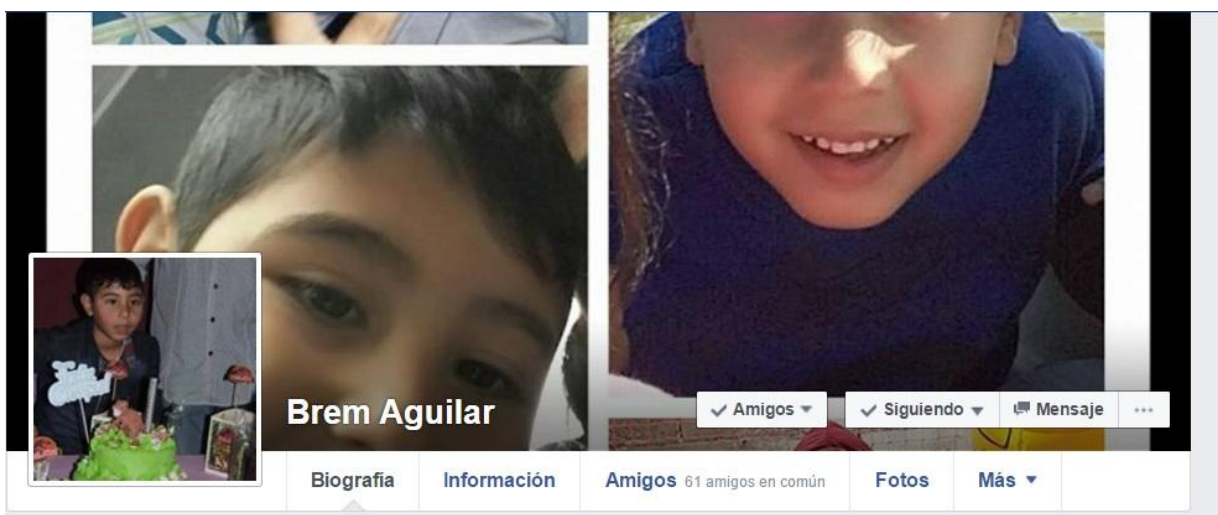 Brem Aguilar
Amigos
Siguiendo
Mensaje
Biografía
Información
Amigos 61 amigos en común
Fotos
Más